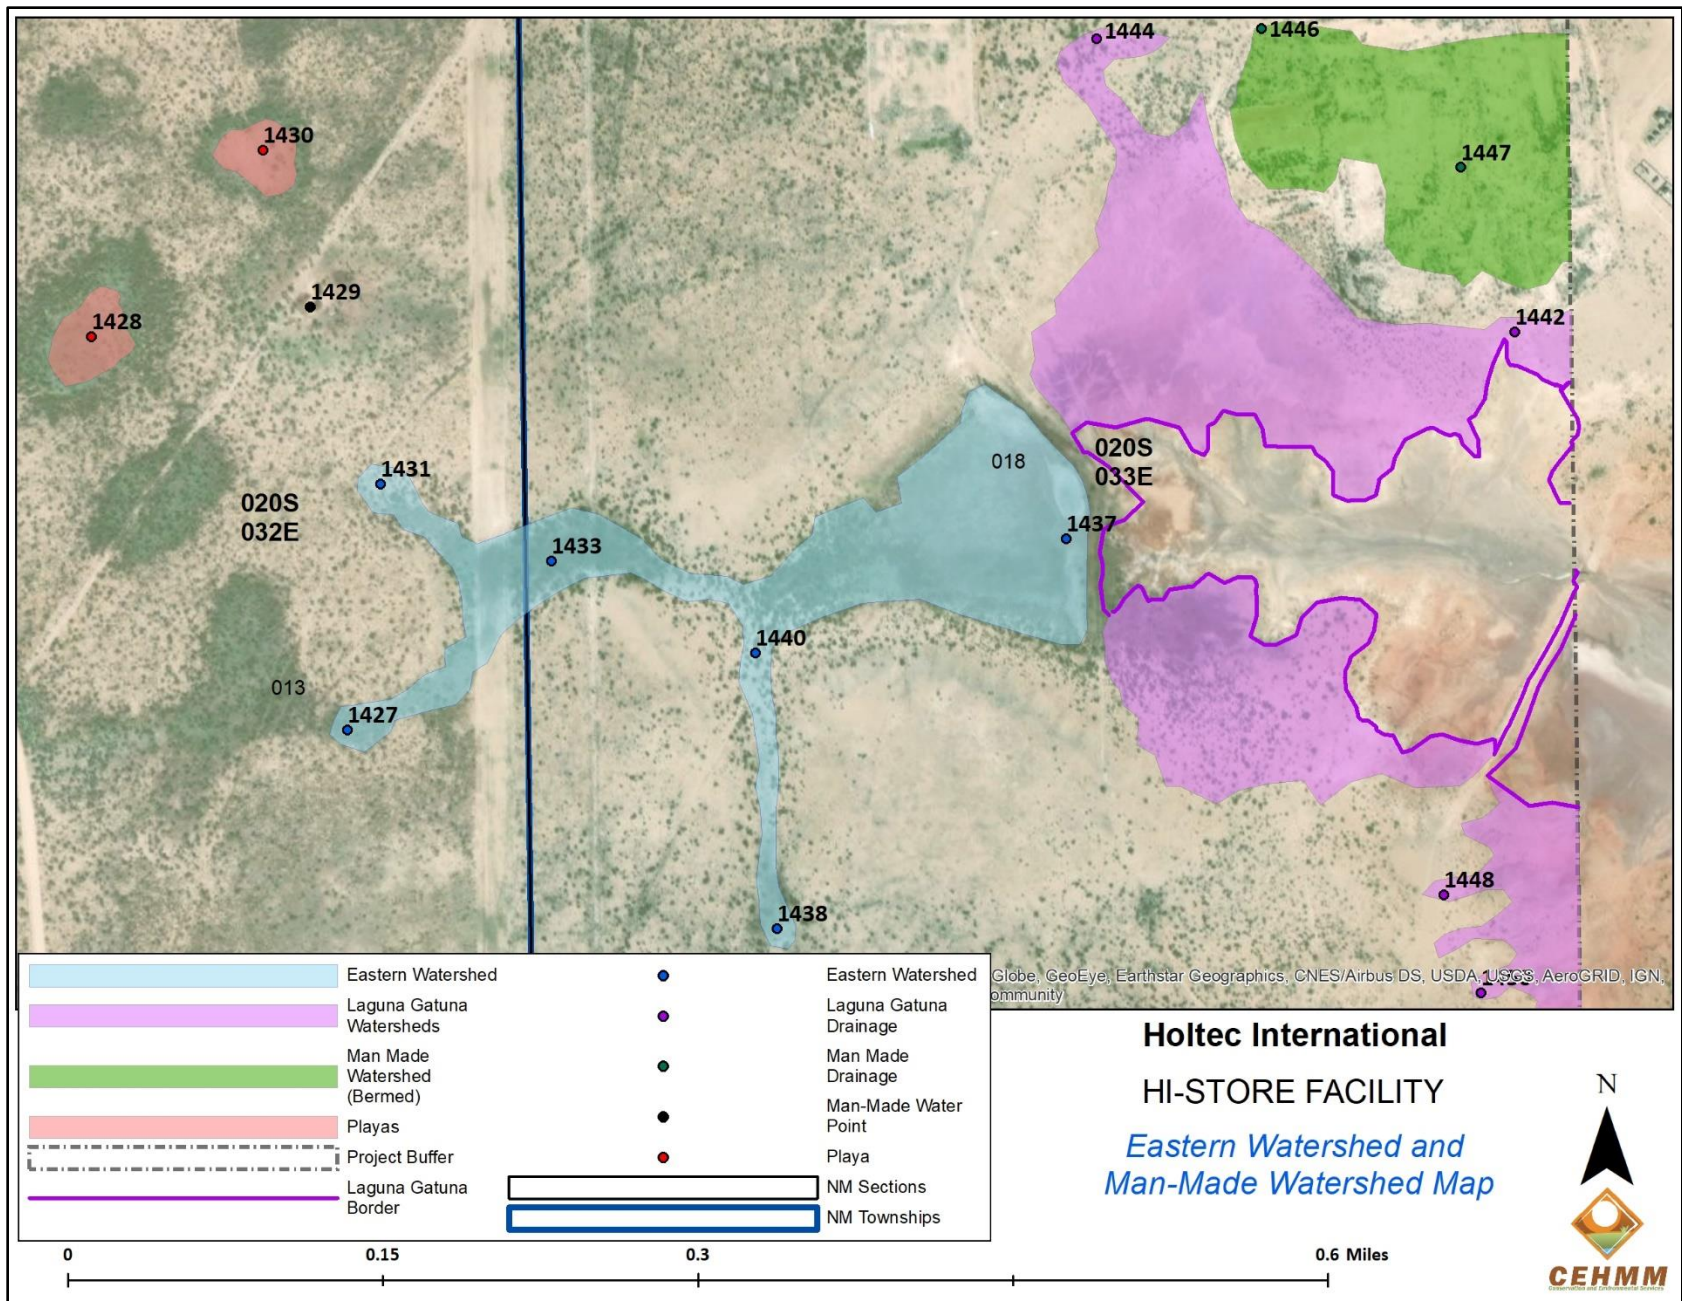 1444
1446
1430
1447
1429
1428
1442
1431
018
020S
033E
020S
032E
1437
1433
1440
013
1427
1448
1438
Globe, GeoEye, Earthstar Geographics, CNES/Airbus DS, USDA, USGS, AeroGRID, IGN,
ommunity
Eastern Watershed
Laguna Gatuna
Watersheds
Man Made
Watershed
(Bermed)
Playas
Project Buffer
Laguna Gatuna
Border
Eastern Watershed
Laguna Gatuna
Drainage
Man Made
Drainage
Man-Made Water
Point
Playa
NM Sections
NM Townships
Holtec International
HI-STORE FACILITY
Eastern Watershed and
Man-Made Watershed Map
N
CEHMM
Conservation and Environmental Services
0
0.15
0.3
0.6 Miles